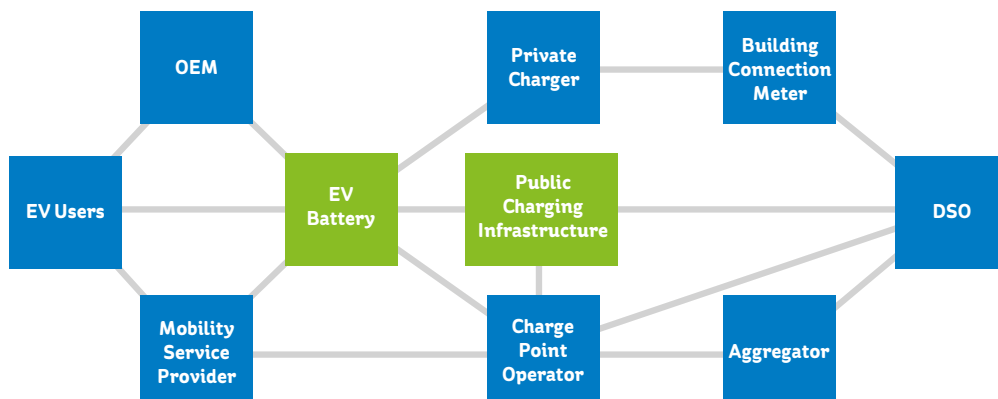 OEM
Private
Charger
Building
Connection
Meter
EV Users
EV
Battery
Public
Charging
Infrastructure
DSO
Mobility
Service
Provider
Charge
Point
Operator
Aggregator